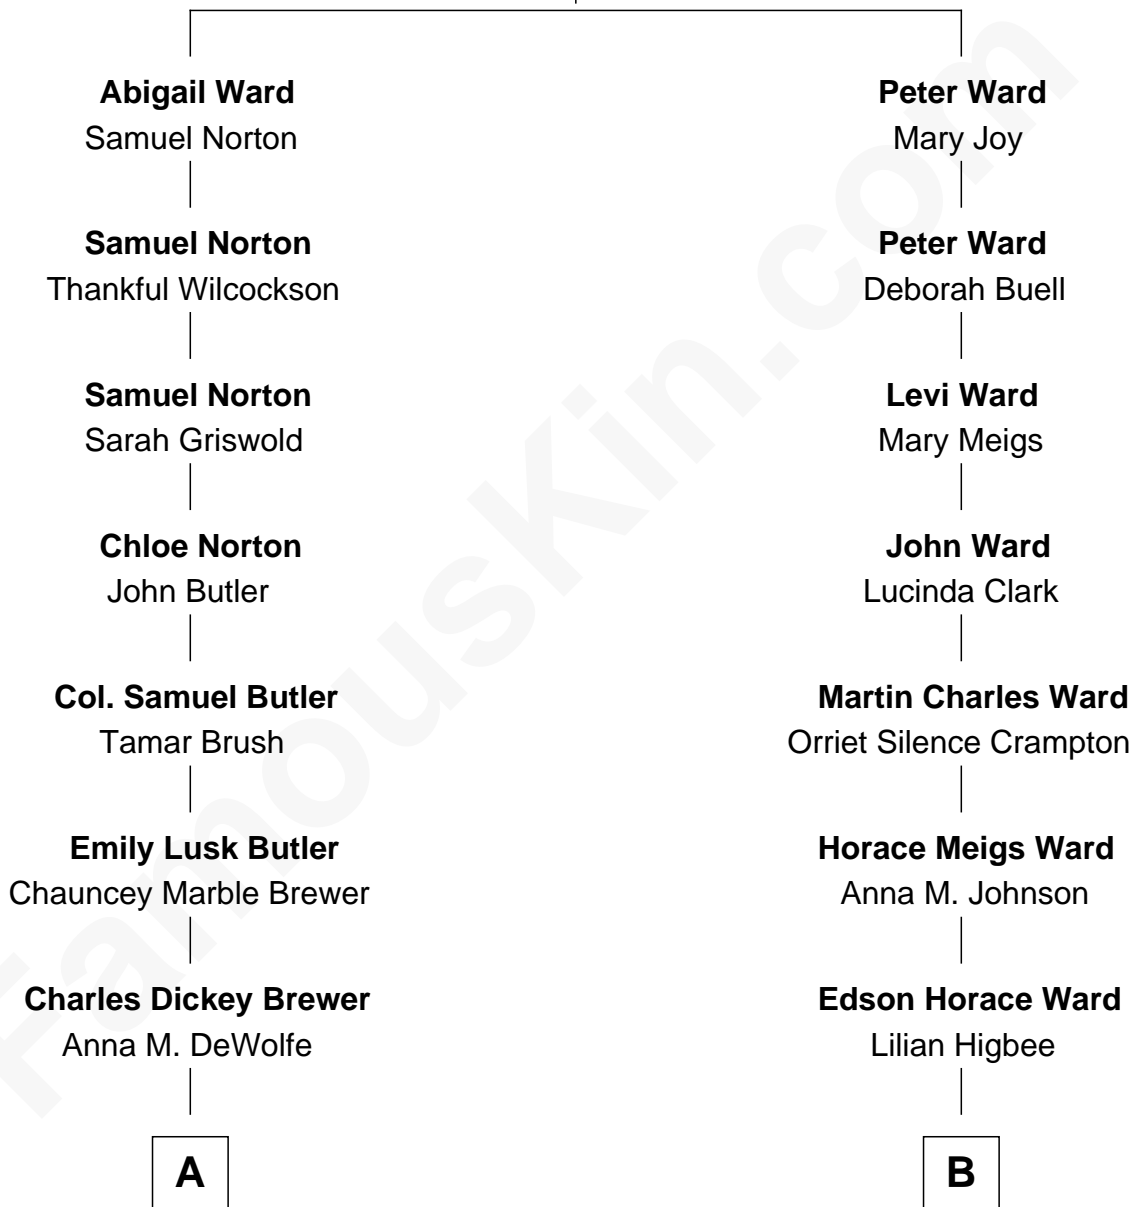 Abigail Ward
Samuel Norton
Samuel Norton
Thankful Wilcockson
Samuel Norton
Sarah Griswold
Chloe Norton
John Butler
Col. Samuel Butler
Tamar Brush
Emily Lusk Butler
Chauncey Marble Brewer
Charles Dickey Brewer
Anna M. DeWolfe
A
Peter Ward
Mary Joy
Peter Ward
Deborah Buell
Levi Ward
Mary Meigs
John Ward
Lucinda Clark
Martin Charles Ward
Orriet Silence Crampton
Horace Meigs Ward
Anna M. Johnson
Edson Horace Ward
Lilian Higbee
B
FamousKin.com